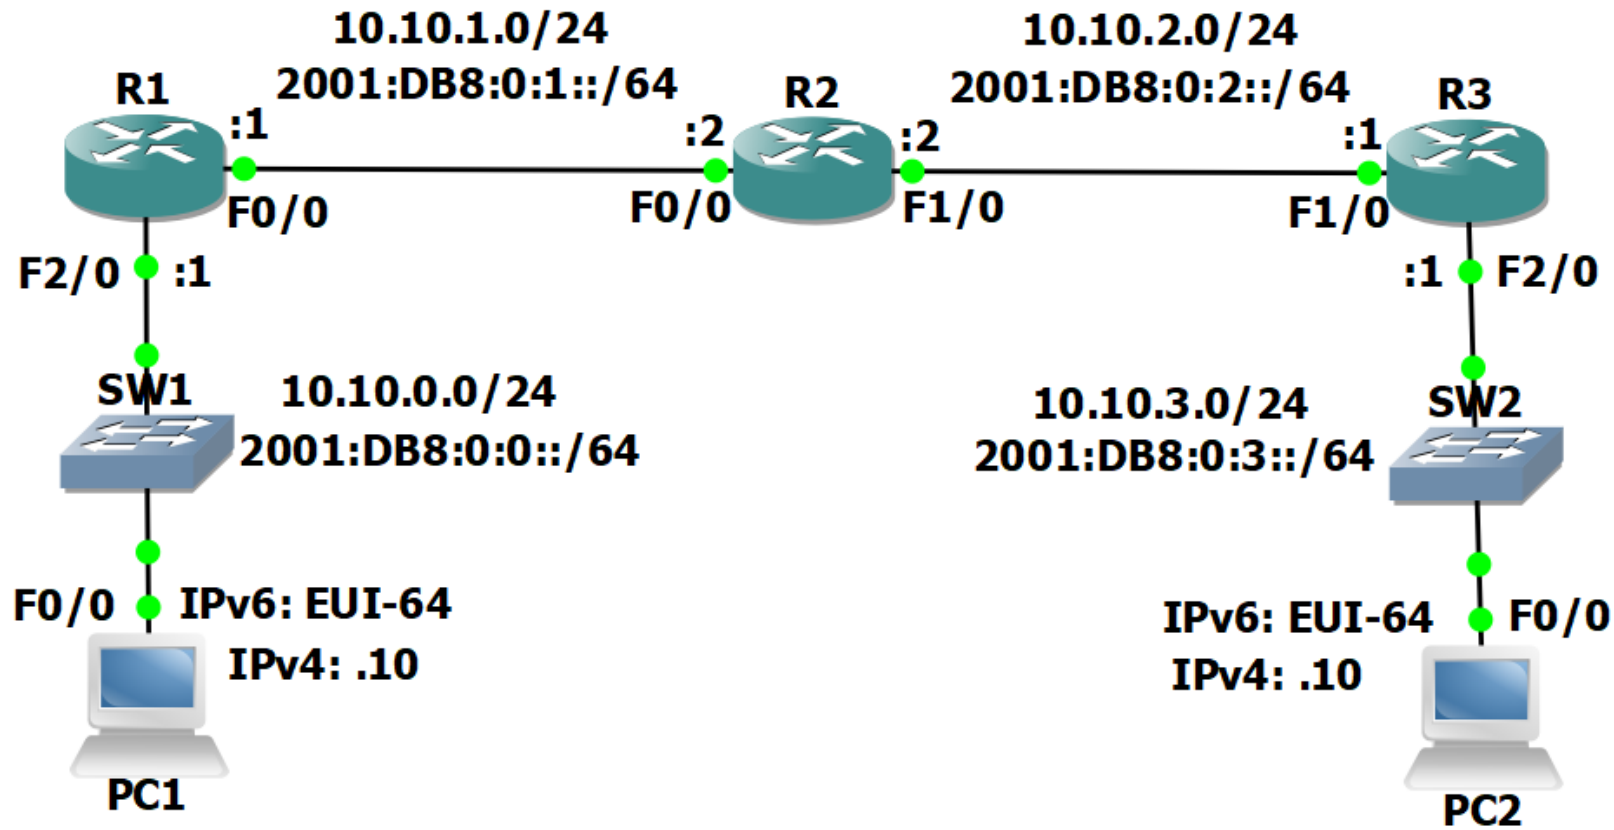 10.10.1.0/24
2001:DB8:0:1::/64
10.10.2.0/24
2001:DB8:0:2::/64
R1
R2
R3
:1
:2
:2
:1
F0/0
F0/0
F1/0
F1/0
F2/0
:1
:1
F2/0
SW1
10.10.0.0/24
2001:DB8:0:0::/64
10.10.3.0/24
2001:DB8:0:3::/64
SW2
F0/0
IPv6: EUI-64
IPv4: .10
IPv6: EUI-64
F0/0
IPv4: .10
PC1
PC2